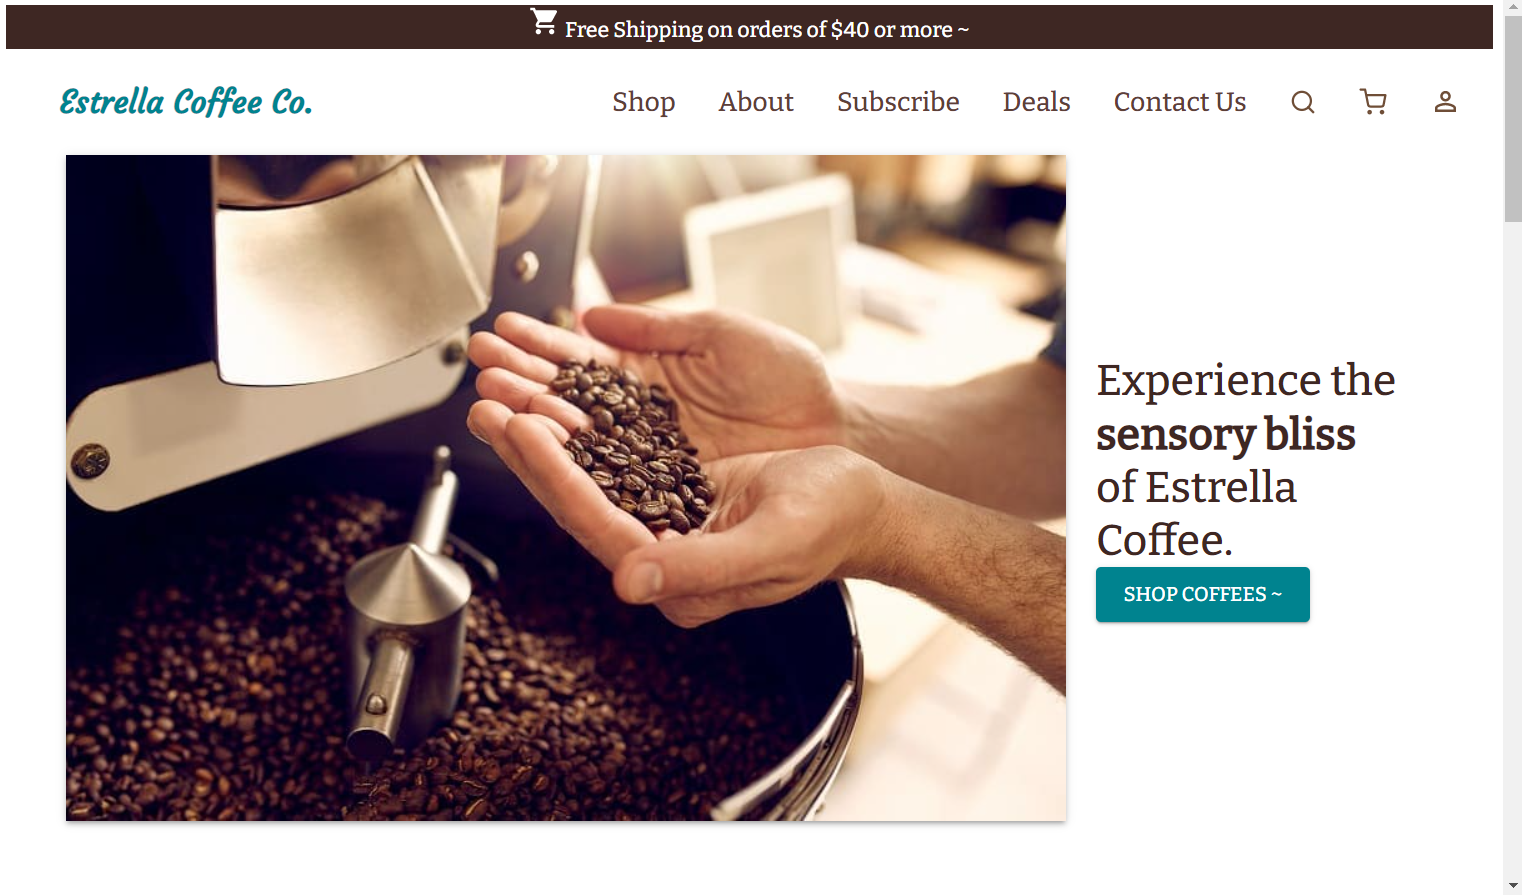 Free Shipping on orders of $40 or more ~
Estrella Coffee Co.
Shop
About
Subscribe
Deals
Contact Us
Experience the
sensory bliss
of Estrella
Coffee.
SHOP COFFEES ~